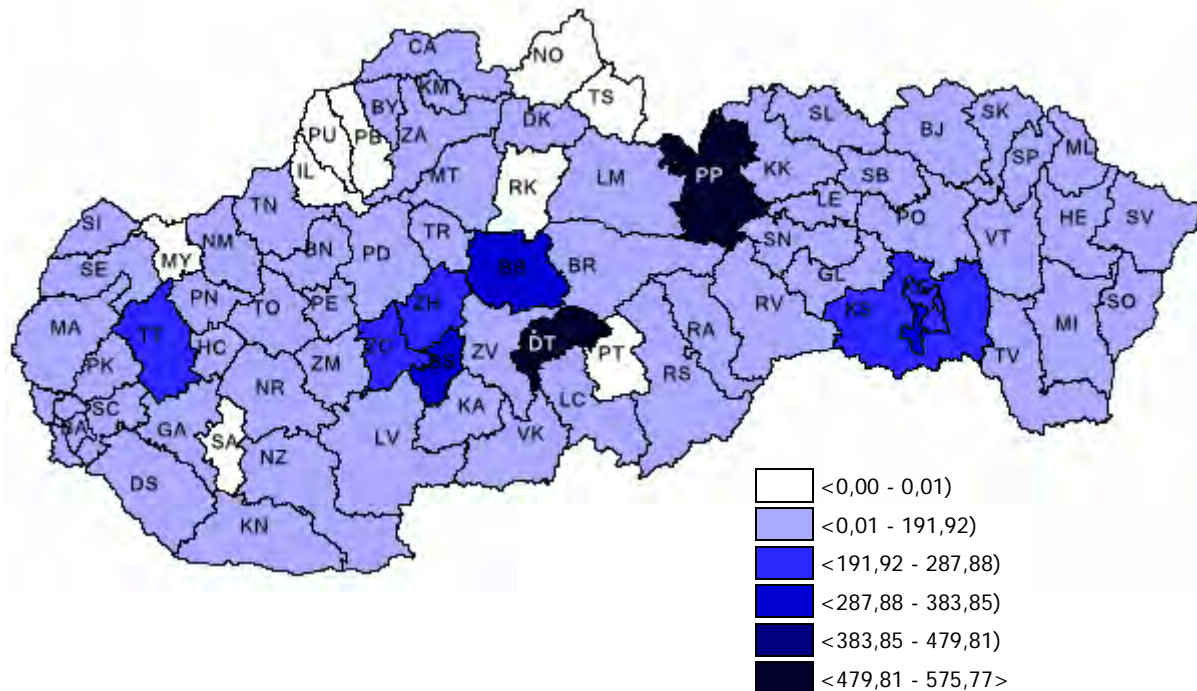 CA
NO
KM
TS
BY
PU
PB
ZA
DK
SL
SK
BJ
SP
ML
IL
MT
RK
LM
PP
KK
SB
TN
LE
PO
HE
SV
SI
NM
BN
PD
TR
SN
VT
SE
MY
BB
BR
GL
PN
TO
PE
ZH
RV
KS
SO
MA
TT
HC
ZM
ZC
BS
ZV
DT
PT
RA
MI
TV
PK
NR
RS
SC
KA
LC
BA
GA
SA
NZ
LV
VK
DS
KN
<0,00 - 0,01)
<0,01 - 191,92)
<191,92 - 287,88)
<287,88 - 383,85)
<383,85 - 479,81)
<479,81 - 575,77>